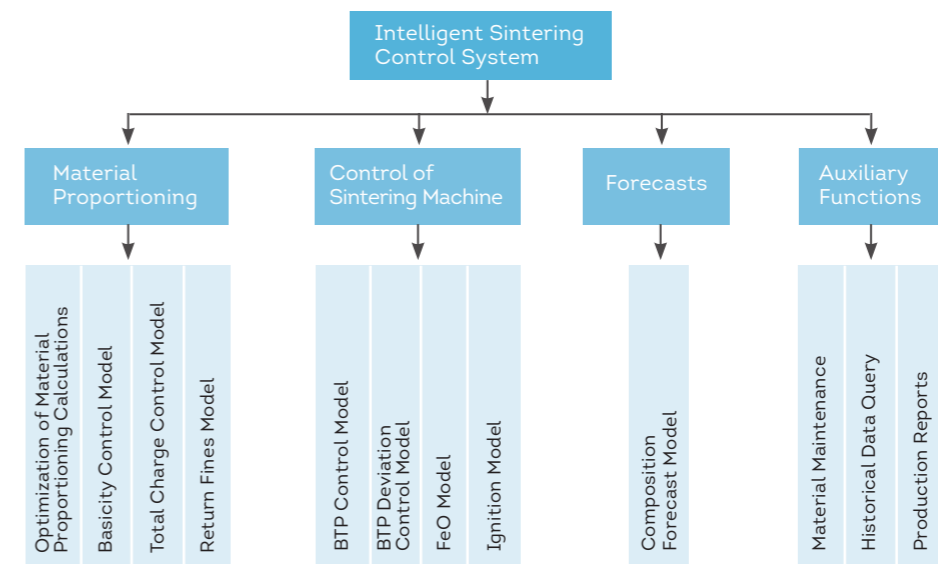 Intelligent Sintering
Control System
Material
Proportioning
Control of
Sintering Machine
Forecasts
Auxiliary
Functions
Optimization of Material
Proportioning Calculations
Basicity Control Model
Total Charge Control Model
Return Fines Model
BTP Control Model
BTP Deviation
Control Model
FeO Model
Ignition Model
Composition
Forecast Model
Material Maintenance
Historical Data Query
Production Reports